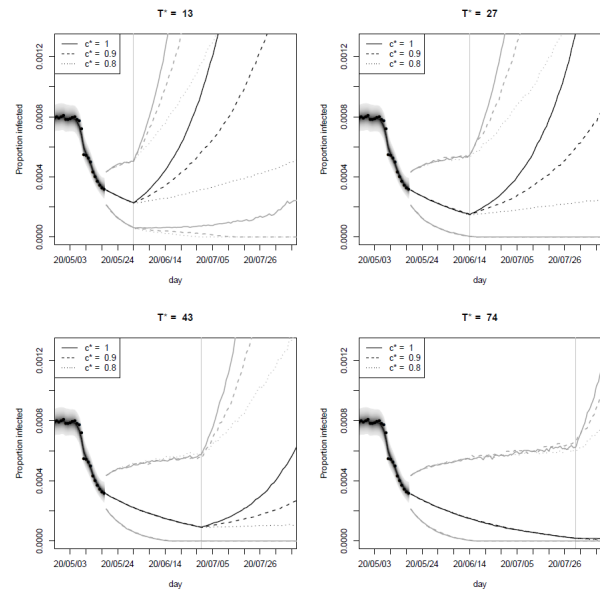 T* = 13
c* = 1
c* = 0.9
c* = 0.8
Proportion infected
0.0000 0.0004 0.0008 0.0012
20/05/03 20/05/24 20/06/14 20/07/05 20/07/26
day
T* = 27
c* = 1
c* = 0.9
c* = 0.8
Proportion infected
0.0000 0.0004 0.0008 0.0012
20/05/03 20/05/24 20/06/14 20/07/05 20/07/26
day
T* = 43
c* = 1
c* = 0.9
c* = 0.8
Proportion infected
0.0000 0.0004 0.0008 0.0012
20/05/03 20/05/24 20/06/14 20/07/05 20/07/26
day
T* = 74
c* = 1
c* = 0.9
c* = 0.8
Proportion infected
0.0000 0.0004 0.0008 0.0012
20/05/03 20/05/24 20/06/14 20/07/05 20/07/26
day